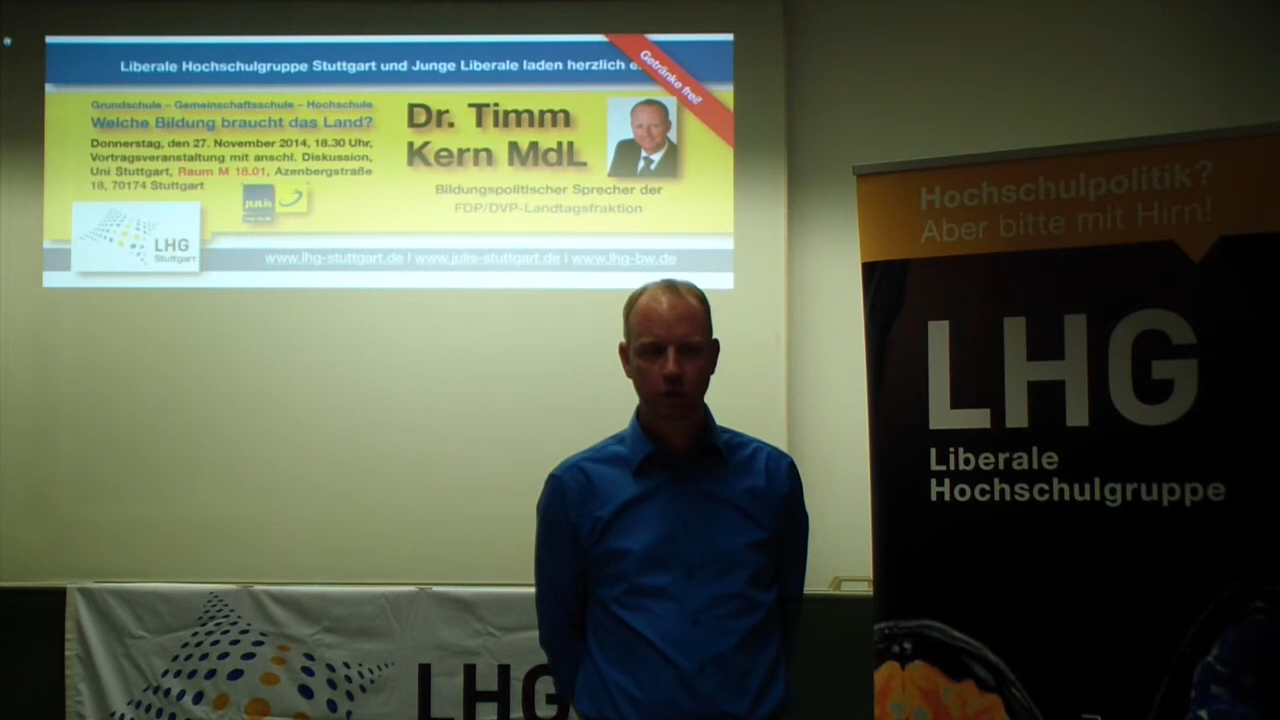 Liberale Hochschulgruppe Stuttgart und Junge Liberale laden herzlich
Getränke frei!
Grundschule – Gemeinschaftsschule – Hochschule
Welche Bildung braucht das Land?
Donnerstag, den 27. November 2014, 18.30 Uhr,
Vortragsveranstaltung mit anschl. Diskussion,
Uni Stuttgart, Raum M 18.01, Azenbergstraße
18, 70174 Stuttgart
Dr. Timm
Kern MdL
Bildungspolitischer Sprecher der
FDP/DVP-Landtagsfraktion
JULIS
LHG
Stuttgart
www.lhg-stuttgart.de I www.julis-stuttgart.de I www.lhg-bw.de
Hochschulpolitik?
Aber bitte mit Hirn!
LHG
Liberale
Hochschulgruppe
LHG